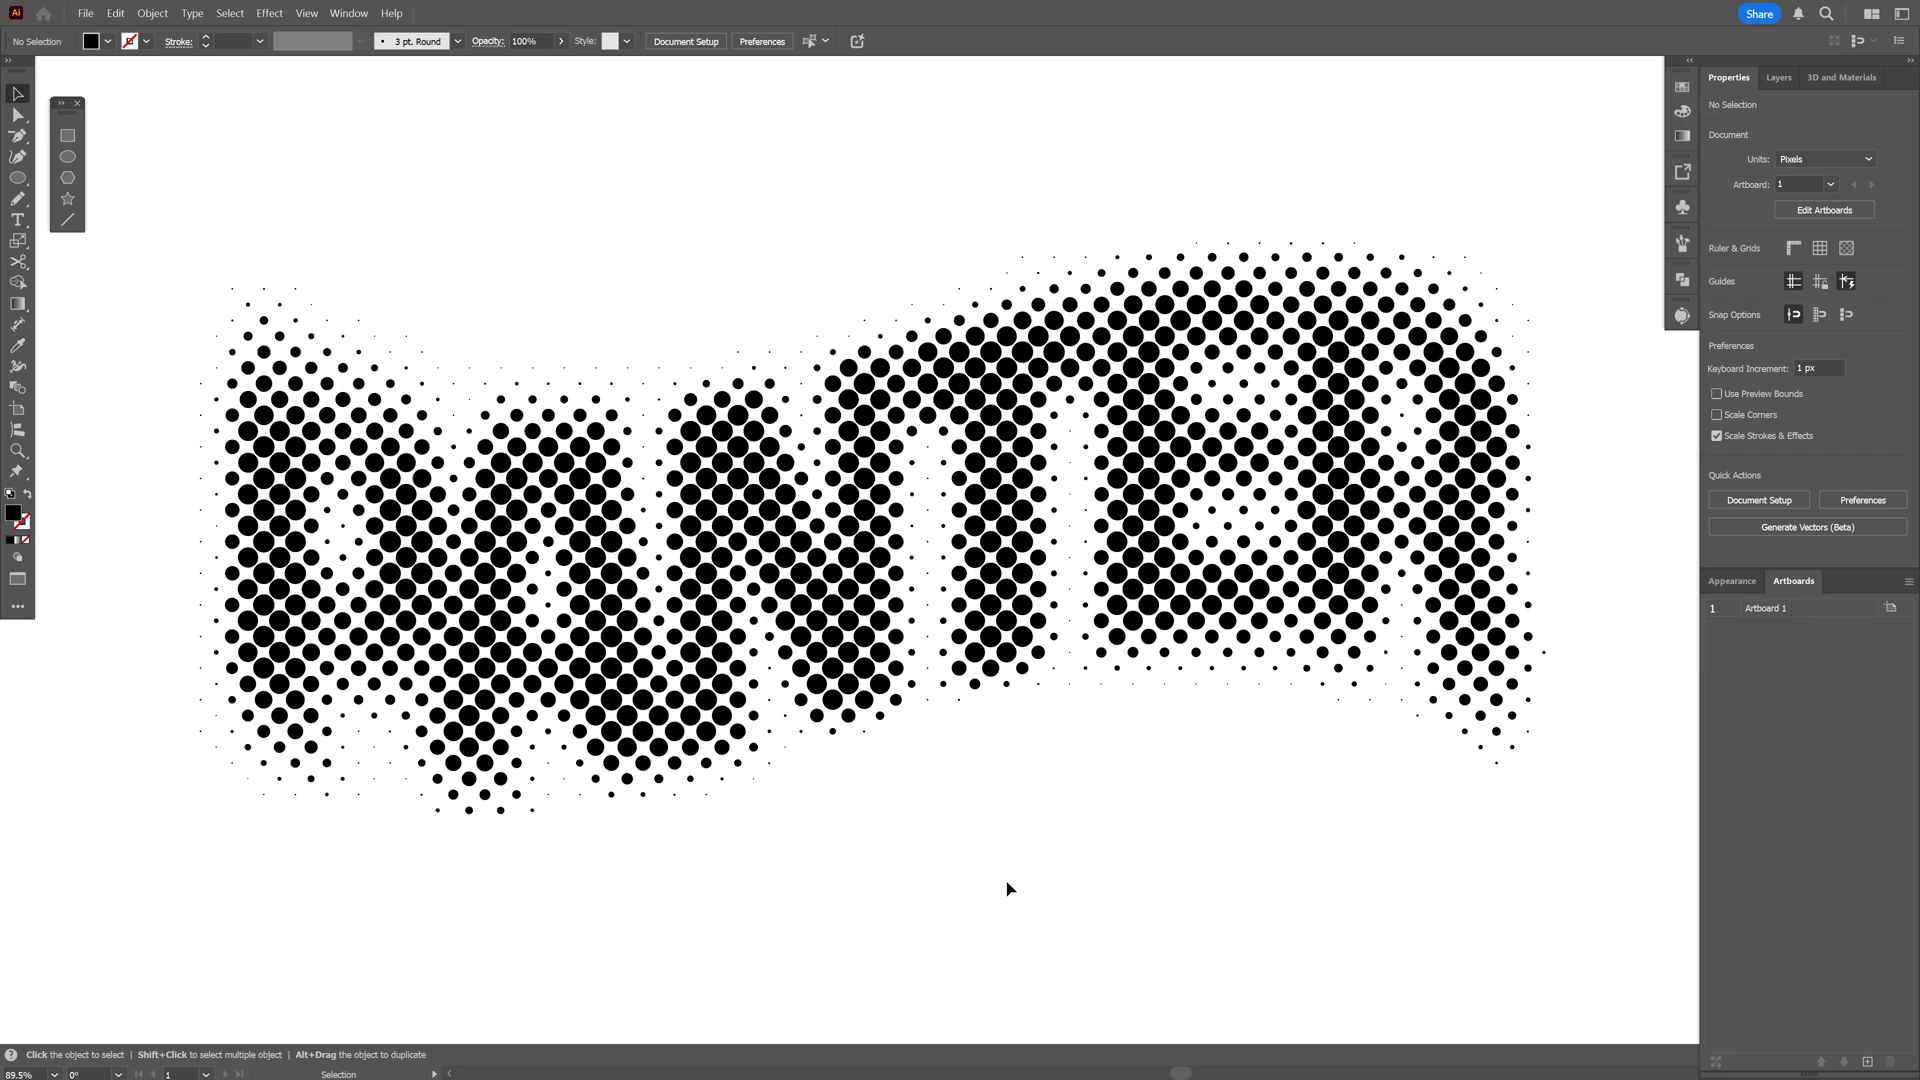 Ai File Edit Object Type Select Effect View Window Help Share
No Selection Stroke: 3 pt. Round Opacity: 100% Style: Document Setup Preferences
Properties Layers 3D and Materials
No Selection
Document
Units: Pixels
Artboard: 1
Edit Artboards
Ruler & Grids
Guides
Snap Options
Preferences
Keyboard Increment: 1 px
Use Preview Bounds
Scale Corners
Scale Strokes & Effects
Quick Actions
Document Setup Preferences
Generate Vectors (Beta)
Appearance Artboards
1 Artboard 1
PANTER
Click the object to select | Shift+Click to select multiple object | Alt+Drag the object to duplicate
89.5% 0° 1 Selection